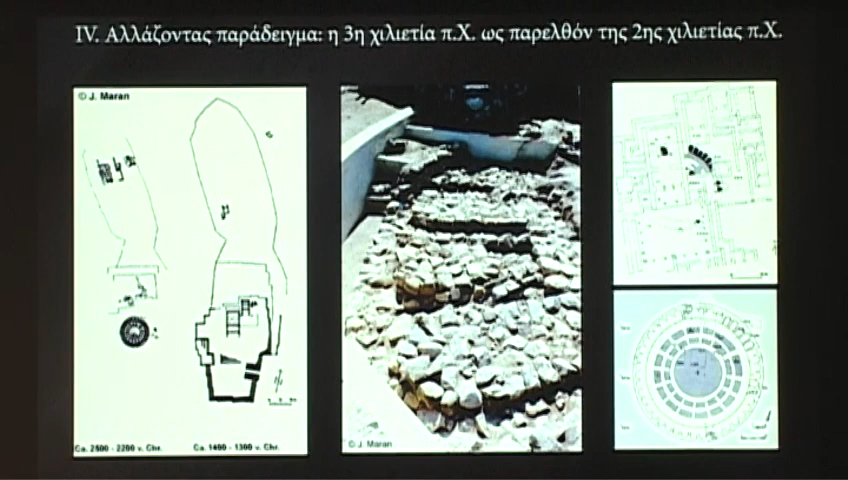 IV. Αλλάζοντας παράδειγμα: η 3η χιλιετία π.Χ. ως παρελθόν της 2ης χιλιετίας π.Χ.
© J. Maran
© J. Maran
Ca. 2500 - 2200 v. Chr.
Ca. 1400 - 1300 v. Chr.